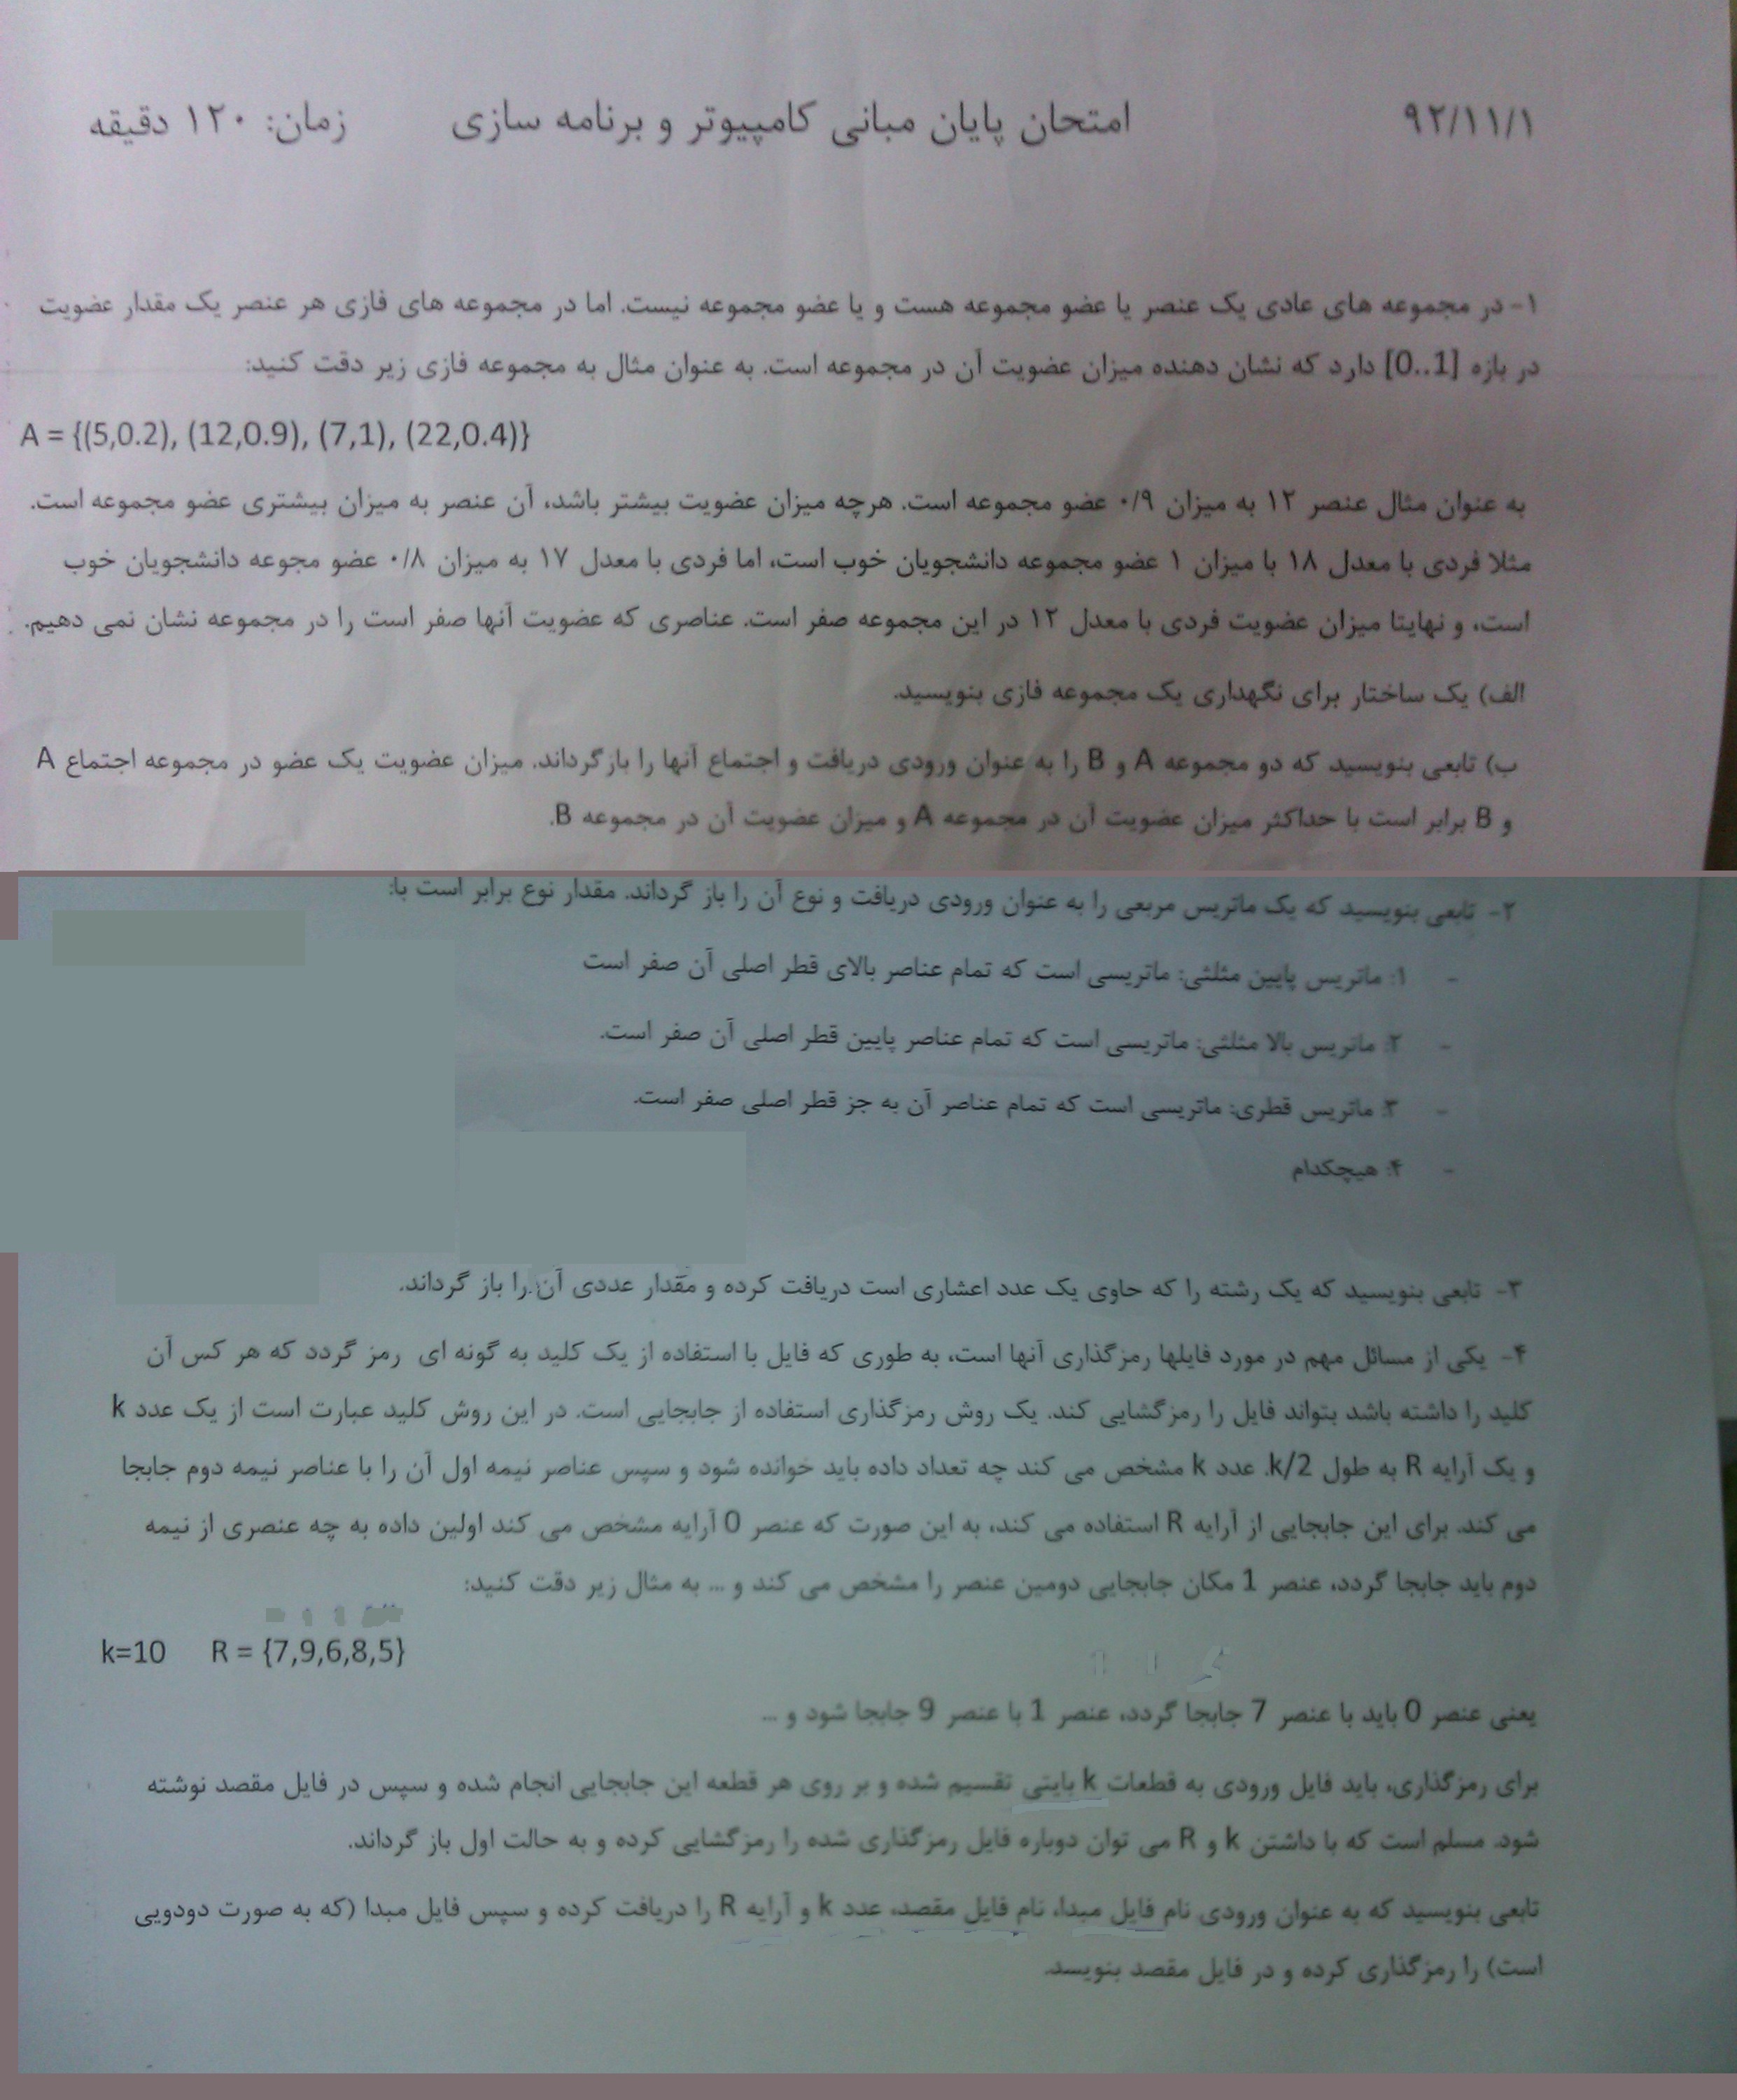 ۹۲/۱۱/۱ امتحان پایان مبانی کامپیوتر و برنامه سازی زمان: ۱۲۰ دقیقه
۱- در مجموعه های عادی یک عنصر یا عضو مجموعه هست و یا عضو مجموعه نیست. اما در مجموعه های فازی هر عنصر یک مقدار عضویت
در بازه [0..1] دارد که نشان دهنده میزان عضویت آن در مجموعه است. به عنوان مثال به مجموعه فازی زیر دقت کنید:
A = {(5,0.2), (12,0.9), (7,1), (22,0.4)}
به عنوان مثال عنصر ۱۲ به میزان ۰/۹ عضو مجموعه است. هرچه میزان عضویت بیشتر باشد، آن عنصر به میزان بیشتری عضو مجموعه است.
مثلا فردی با معدل ۱۸ با میزان ۱ عضو مجموعه دانشجویان خوب است، اما فردی با معدل ۱۷ به میزان ۰/۸ عضو مجوعه دانشجویان خوب
است، و نهایتا میزان عضویت فردی با معدل ۱۲ در این مجموعه صفر است. عناصری که عضویت آنها صفر است را در مجموعه نشان نمی دهیم.
الف) یک ساختار برای نگهداری یک مجموعه فازی بنویسید.
ب) تابعی بنویسید که دو مجموعه A و B را به عنوان ورودی دریافت و اجتماع آنها را بازگرداند. میزان عضویت یک عضو در مجموعه اجتماع A
و B برابر است با حداکثر میزان عضویت آن در مجموعه A و میزان عضویت آن در مجموعه B.
۲- تابعی بنویسید که یک ماتریس مربعی را به عنوان ورودی دریافت و نوع آن را باز گرداند. مقدار نوع برابر است با:
- ۱: ماتریس پایین مثلثی: ماتریسی است که تمام عناصر بالای قطر اصلی آن صفر است
- ۲: ماتریس بالا مثلثی: ماتریسی است که تمام عناصر پایین قطر اصلی آن صفر است.
- ۳: ماتریس قطری: ماتریسی است که تمام عناصر آن به جز قطر اصلی صفر است.
- ۴: هیچکدام
۳- تابعی بنویسید که یک رشته را که حاوی یک عدد اعشاری است دریافت کرده و مقدار عددی آن را باز گرداند.
۴- یکی از مسائل مهم در مورد فایلها رمزگذاری آنها است، به طوری که فایل با استفاده از یک کلید به گونه ای رمز گردد که هر کس آن
کلید را داشته باشد بتواند فایل را رمزگشایی کند. یک روش رمزگذاری استفاده از جابجایی است. در این روش کلید عبارت است از یک عدد k
و یک آرایه R به طول k/2. عدد k مشخص می کند چه تعداد داده باید خوانده شود و سپس عناصر نیمه اول آن را با عناصر نیمه دوم جابجا
می کند. برای این جابجایی از آرایه R استفاده می کند، به این صورت که عنصر 0 آرایه مشخص می کند اولین داده به چه عنصری از نیمه
دوم باید جابجا گردد، عنصر 1 مکان جابجایی دومین عنصر را مشخص می کند و ... به مثال زیر دقت کنید:
k=10 R = {7,9,6,8,5}
یعنی عنصر 0 باید با عنصر 7 جابجا گردد، عنصر 1 با عنصر 9 جابجا شود و ...
برای رمزگذاری، باید فایل ورودی به قطعات k بایتی تقسیم شده و بر روی هر قطعه این جابجایی انجام شده و سپس در فایل مقصد نوشته
شود. مسلم است که با داشتن k و R می توان دوباره فایل رمزگذاری شده را رمزگشایی کرده و به حالت اول باز گرداند.
تابعی بنویسید که به عنوان ورودی نام فایل مبدا، نام فایل مقصد، عدد k و آرایه R را دریافت کرده و سپس فایل مبدا (که به صورت دودویی
است) را رمزگذاری کرده و در فایل مقصد بنویسد.